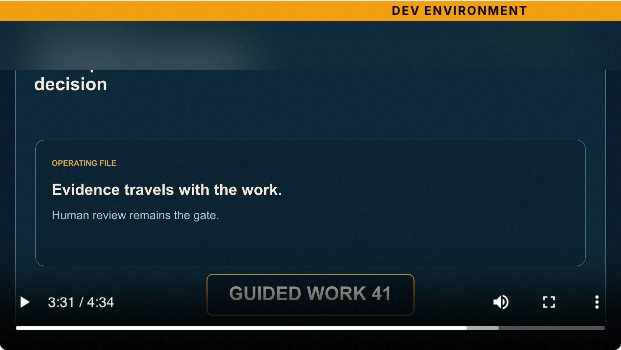 DEV ENVIRONMENT
decision
OPERATING FILE
Evidence travels with the work.
Human review remains the gate.
GUIDED WORK 41
3:31 / 4:34